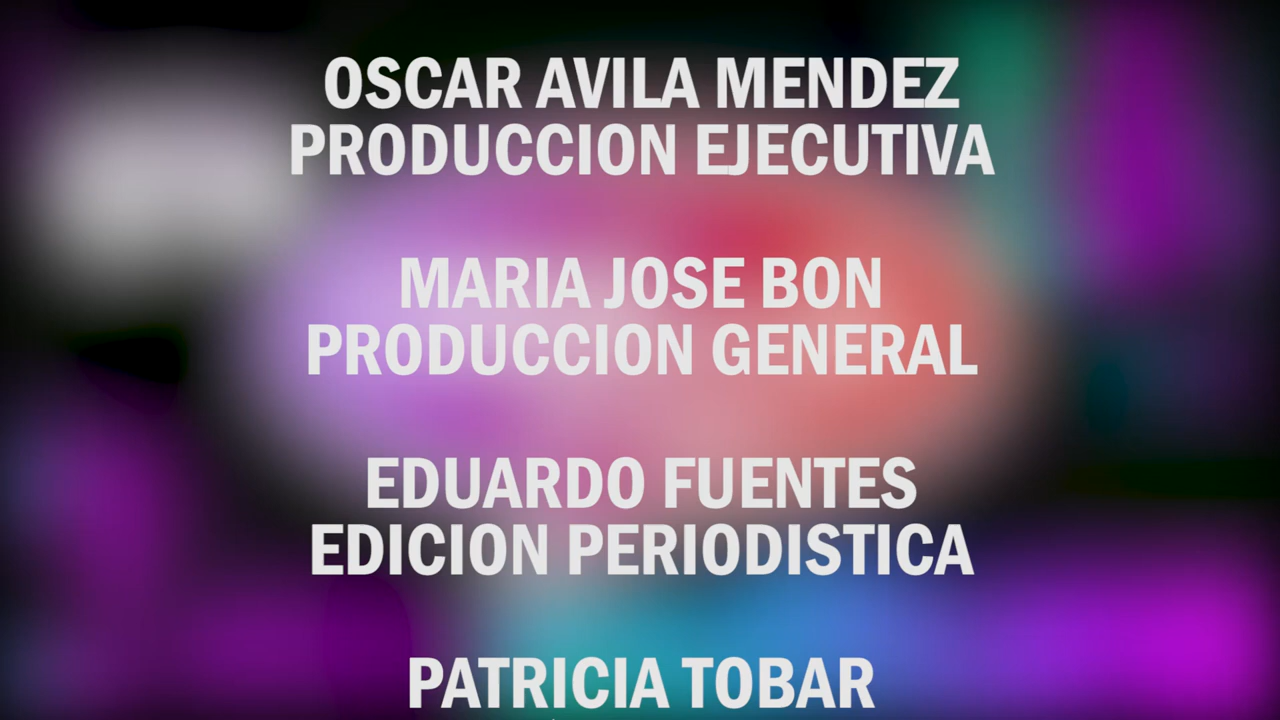 OSCAR AVILA MENDEZ
PRODUCCION EJECUTIVA
MARIA JOSE BON
PRODUCCION GENERAL
EDUARDO FUENTES
EDICION PERIODISTICA
PATRICIA TOBAR